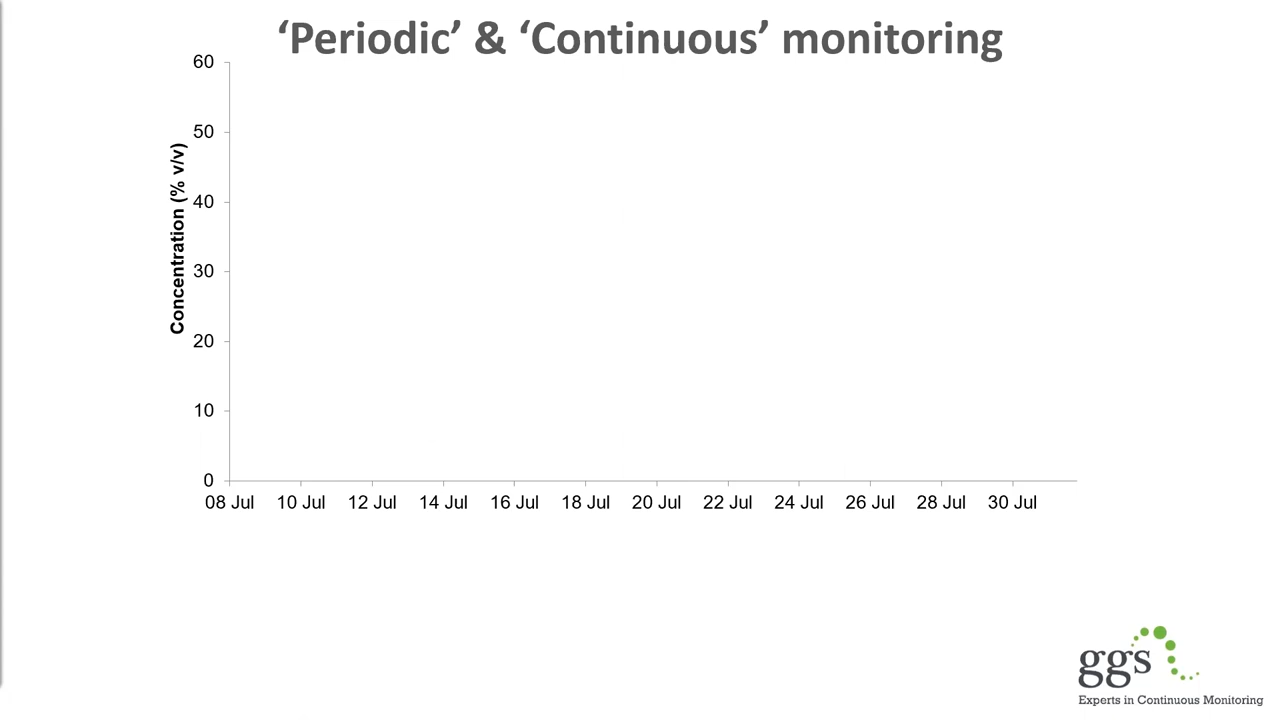 ‘Periodic’ & ‘Continuous’ monitoring
60
50
40
30
20
10
0
Concentration (% v/v)
08 Jul 10 Jul 12 Jul 14 Jul 16 Jul 18 Jul 20 Jul 22 Jul 24 Jul 26 Jul 28 Jul 30 Jul
ggs
Experts in Continuous Monitoring